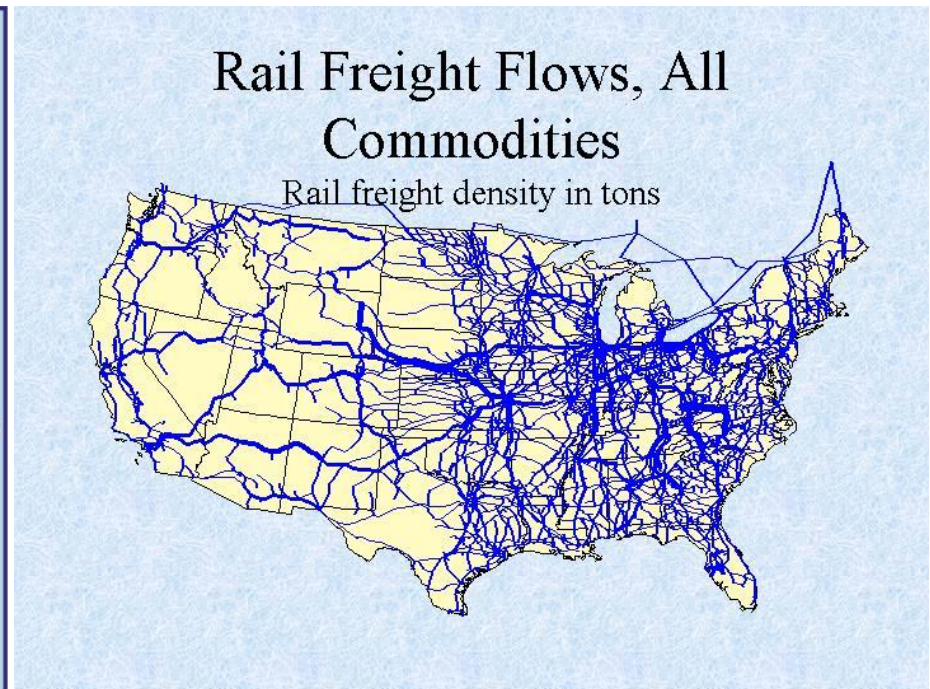 Rail Freight Flows, All
Commodities
Rail freight density in tons